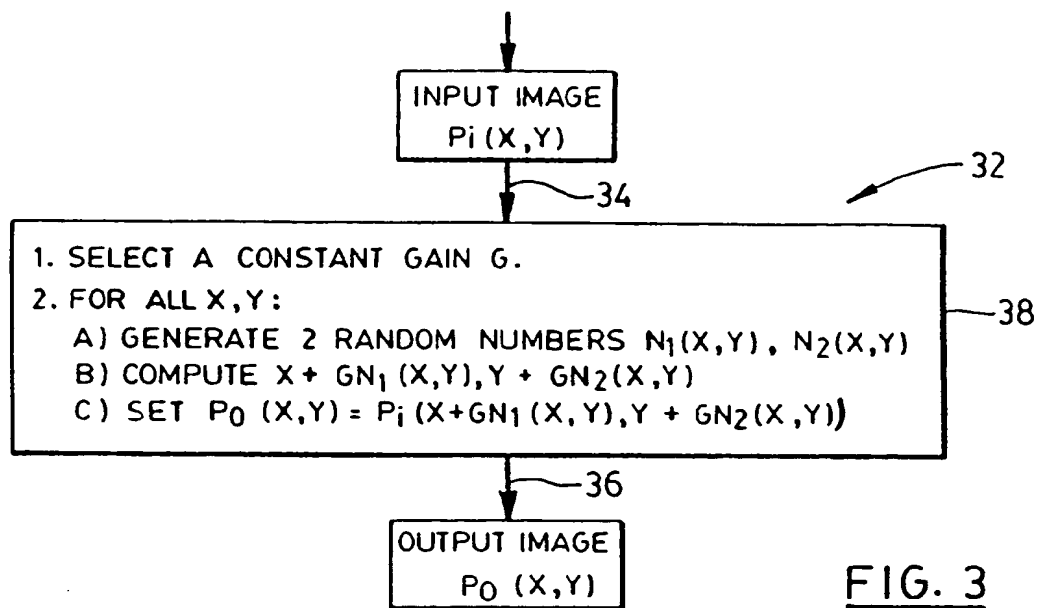 INPUT IMAGE
Pi (X,Y)
34
32
1. SELECT A CONSTANT GAIN G.
2. FOR ALL X,Y:
A) GENERATE 2 RANDOM NUMBERS N₁(X,Y), N₂(X,Y)
B) COMPUTE X + GN₁ (X,Y),Y + GN₂(X,Y)
C) SET P₀ (X,Y) = Pᵢ (X+GN₁ (X,Y),Y + GN₂(X,Y))
38
36
OUTPUT IMAGE
P₀ (X,Y)
FIG. 3